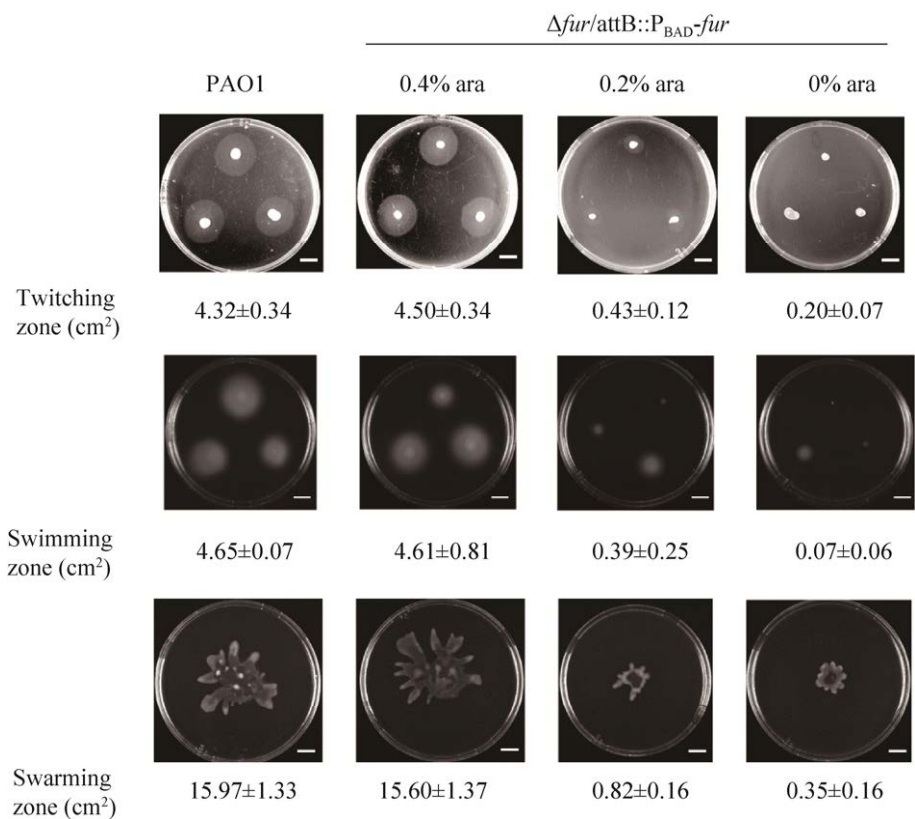 Δfur/attB::P_BAD-fur
PAO1 0.4% ara 0.2% ara 0% ara
Twitching
zone (cm²) 4.32±0.34 4.50±0.34 0.43±0.12 0.20±0.07
Swimming
zone (cm²) 4.65±0.07 4.61±0.81 0.39±0.25 0.07±0.06
Swarming
zone (cm²) 15.97±1.33 15.60±1.37 0.82±0.16 0.35±0.16